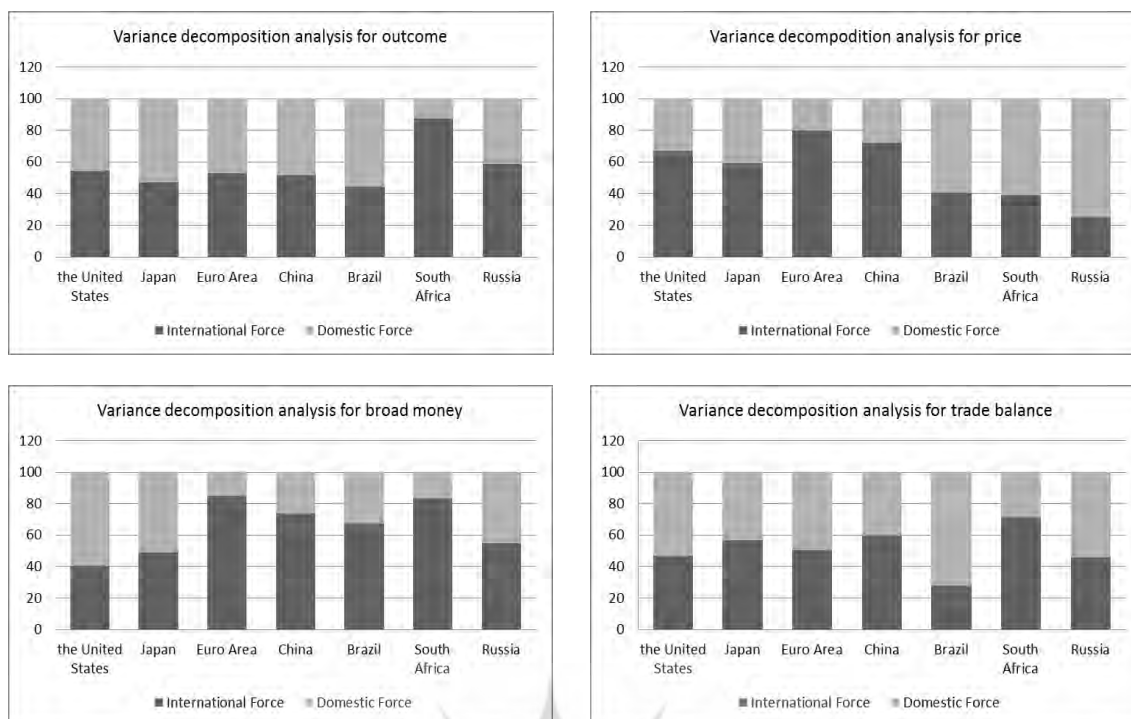 Variance decomposition analysis for outcome
120
100
80
60
40
20
0
the United States
Japan
Euro Area
China
Brazil
South Africa
Russia
International Force
Domestic Force
Variance decompodition analysis for price
120
100
80
60
40
20
0
the United States
Japan
Euro Area
China
Brazil
South Africa
Russia
International Force
Domestic Force
Variance decomposition analysis for broad money
120
100
80
60
40
20
0
the United States
Japan
Euro Area
China
Brazil
South Africa
Russia
International Force
Domestic Force
Variance decomposition analysis for trade balance
120
100
80
60
40
20
0
the United States
Japan
Euro Area
China
Brazil
South Africa
Russia
International Force
Domestic Force